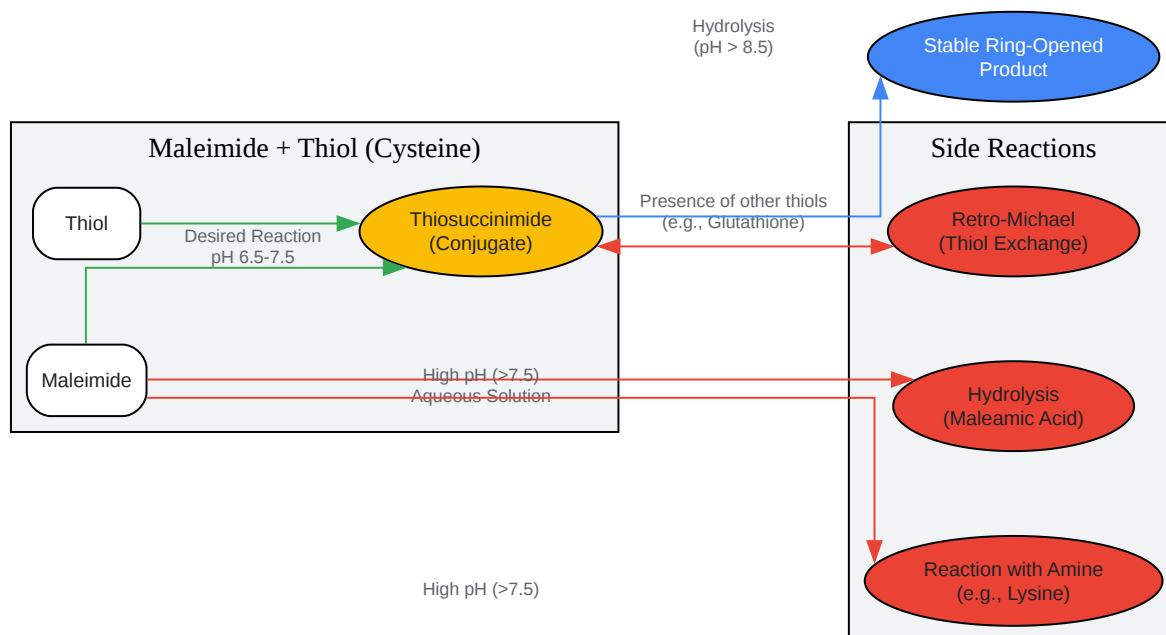 Hydrolysis
(pH > 8.5)
Stable Ring-Opened
Product
Maleimide + Thiol (Cysteine)
Side Reactions
Thiol
Desired Reaction
pH 6.5-7.5
Thiosuccinimide
(Conjugate)
Presence of other thiols
(e.g., Glutathione)
Retro-Michael
(Thiol Exchange)
Maleimide
High pH (>7.5)
Aqueous Solution
Hydrolysis
(Maleamic Acid)
High pH (>7.5)
Reaction with Amine
(e.g., Lysine)